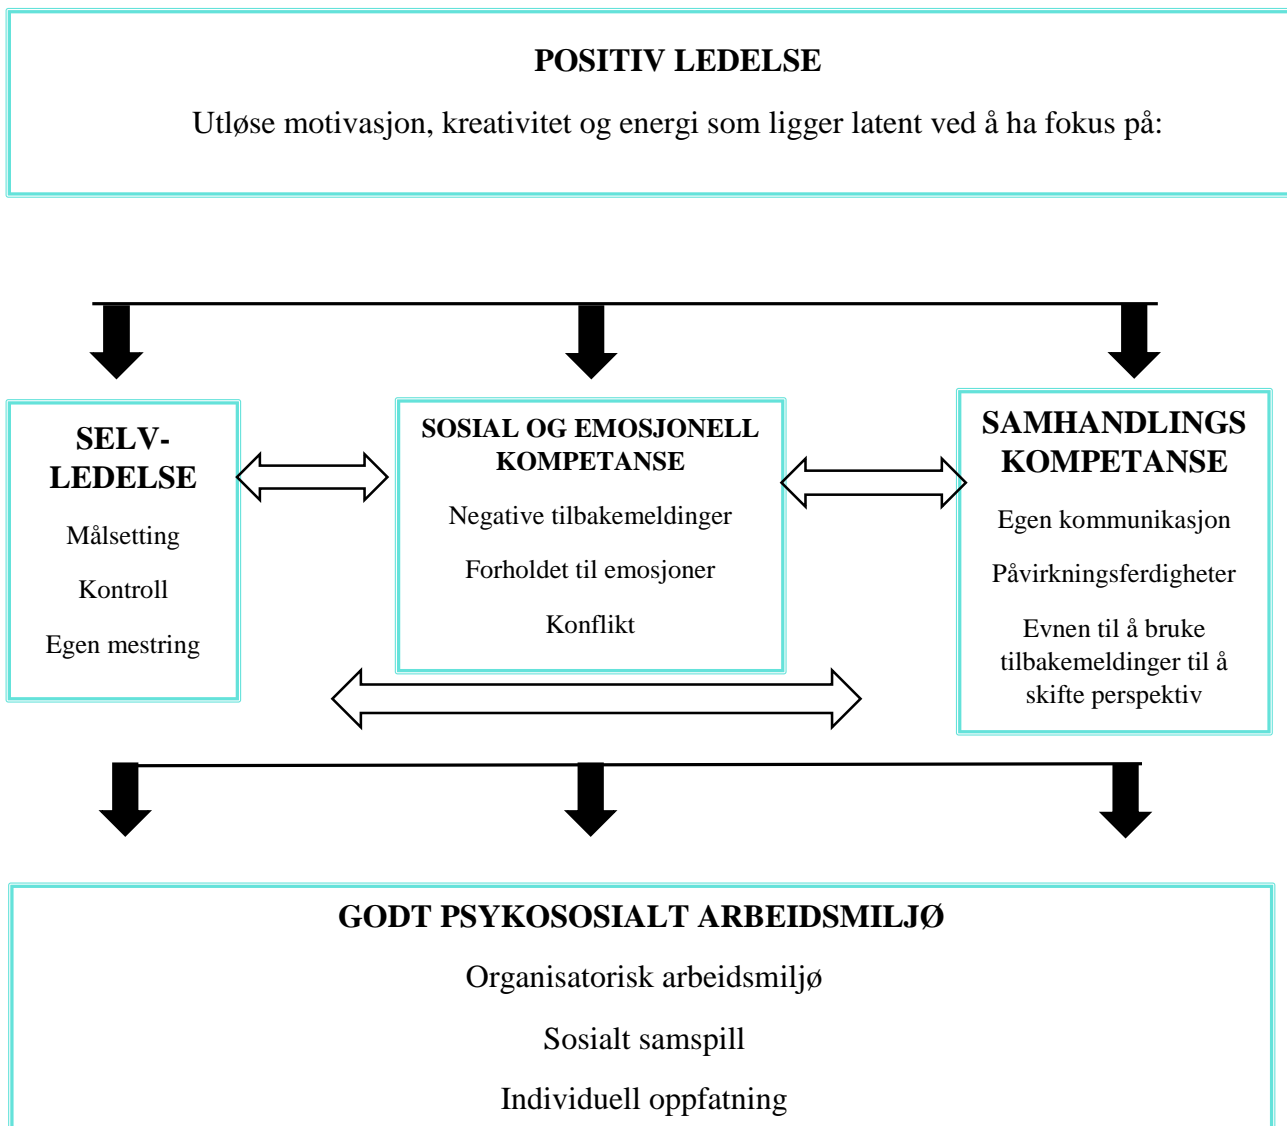 POSITIV LEDELSE
Utløse motivasjon, kreativitet og energi som ligger latent ved å ha fokus på:
SELV-
LEDELSE
Målsetting
Kontroll
Egen mestring
SOSIAL OG EMOSJONELL
KOMPETANSE
Negative tilbakemeldinger
Forholdet til emosjoner
Konflikt
SAMHANDLINGS
KOMPETANSE
Egen kommunikasjon
Påvirkningsferdigheter
Evnen til å bruke
tilbakemeldinger til å
skifte perspektiv
GODT PSYKOSOSIALT ARBEIDSMILJØ
Organisatorisk arbeidsmiljø
Sosialt samspill
Individuell oppfatning